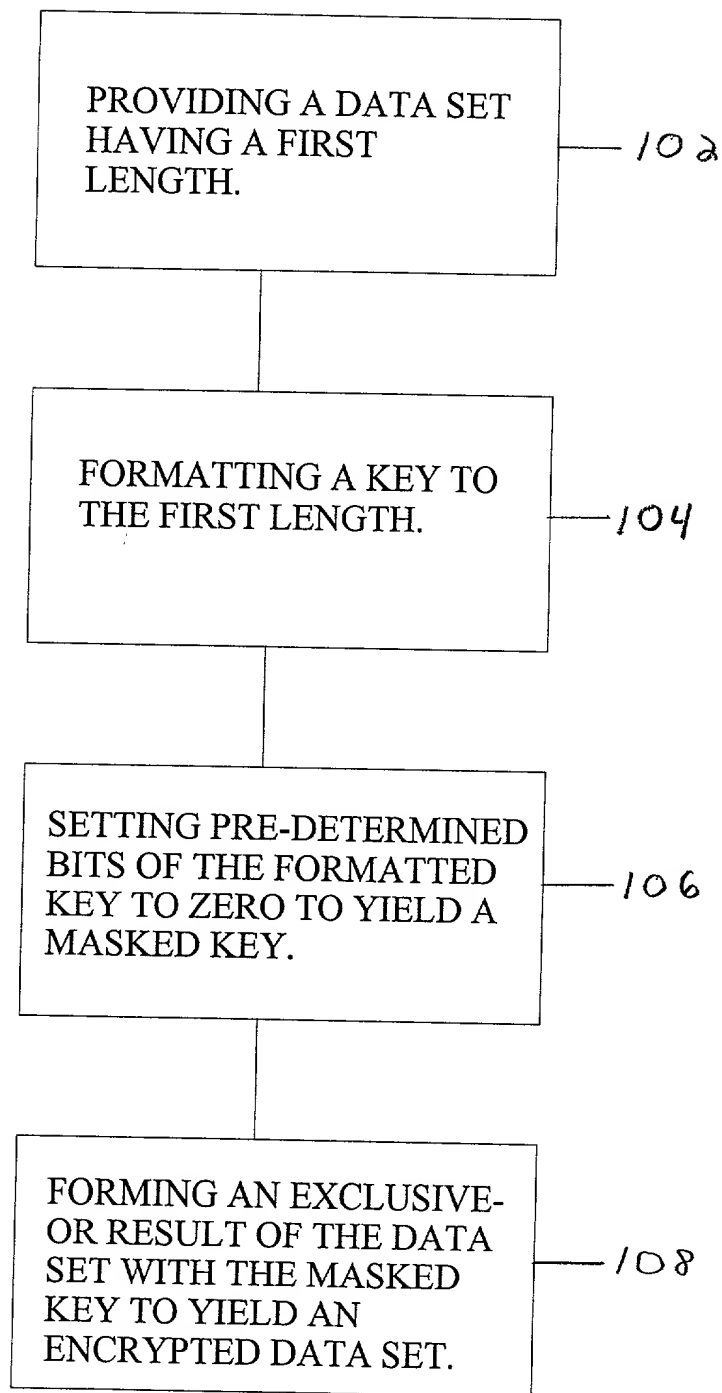 PROVIDING A DATA SET
HAVING A FIRST
LENGTH.
102
FORMATTING A KEY TO
THE FIRST LENGTH.
104
SETTING PRE-DETERMINED
BITS OF THE FORMATTED
KEY TO ZERO TO YIELD A
MASKED KEY.
106
FORMING AN EXCLUSIVE-
OR RESULT OF THE DATA
SET WITH THE MASKED
KEY TO YIELD AN
ENCRYPTED DATA SET.
108